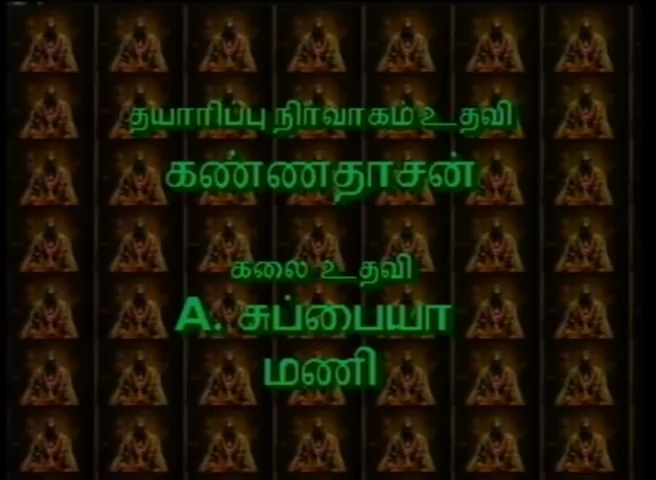 தயாரிப்பு நிர்வாகம் உதவி
கண்ணதாசன்
கலை உதவி
A. சுப்பையா
மணி